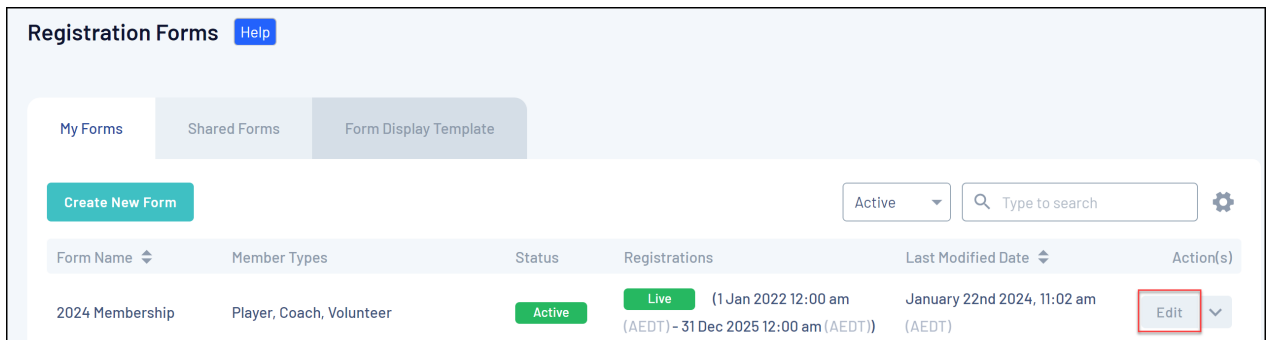 Registration Forms Help
My Forms Shared Forms Form Display Template
Create New Form Active Type to search
Form Name Member Types Status Registrations Last Modified Date Action(s)
2024 Membership Player, Coach, Volunteer Active Live (1 Jan 2022 12:00 am January 22nd 2024, 11:02 am Edit
(AEDT) - 31 Dec 2025 12:00 am (AEDT)) (AEDT)